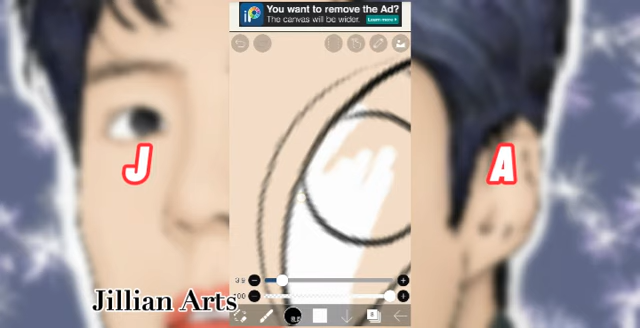 You want to remove the Ad?
The canvas will be wider.
Learn more
J
A
Jillian Arts